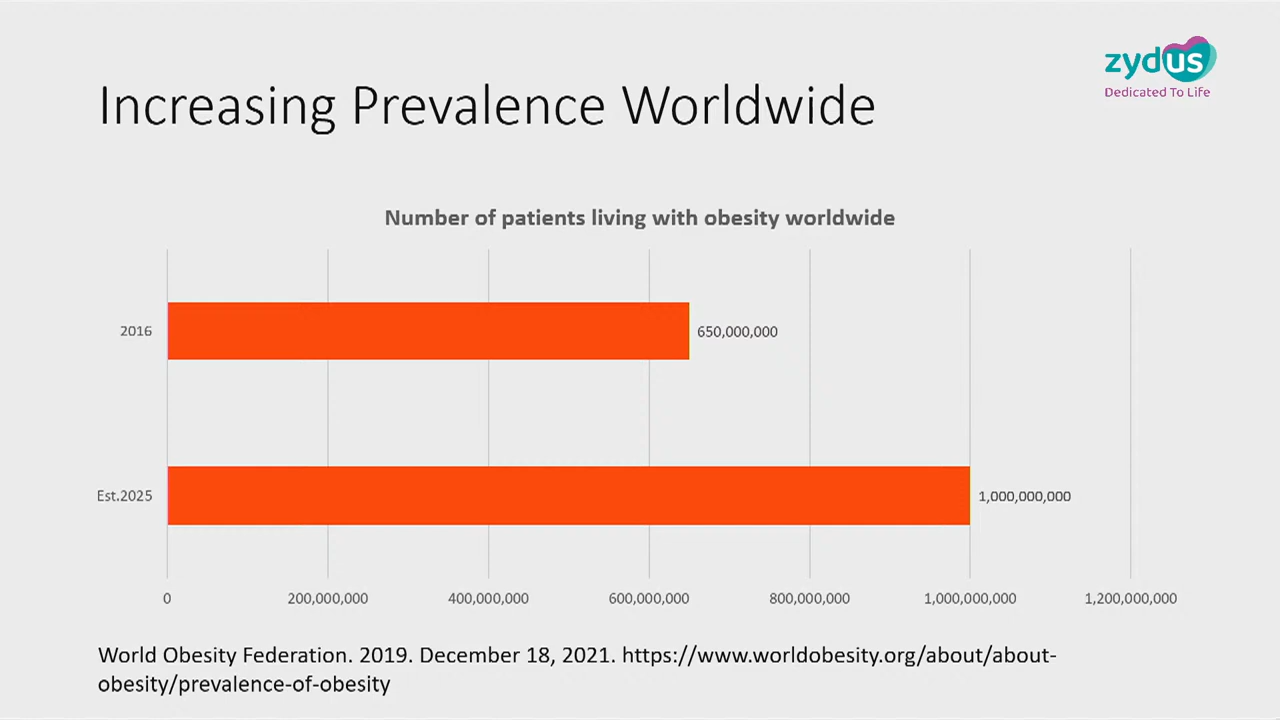 zydus
Dedicated To Life
Increasing Prevalence Worldwide
Number of patients living with obesity worldwide
2016
650,000,000
Est.2025
1,000,000,000
0
200,000,000
400,000,000
600,000,000
800,000,000
1,000,000,000
1,200,000,000
World Obesity Federation. 2019. December 18, 2021. https://www.worldobesity.org/about/about-
obesity/prevalence-of-obesity